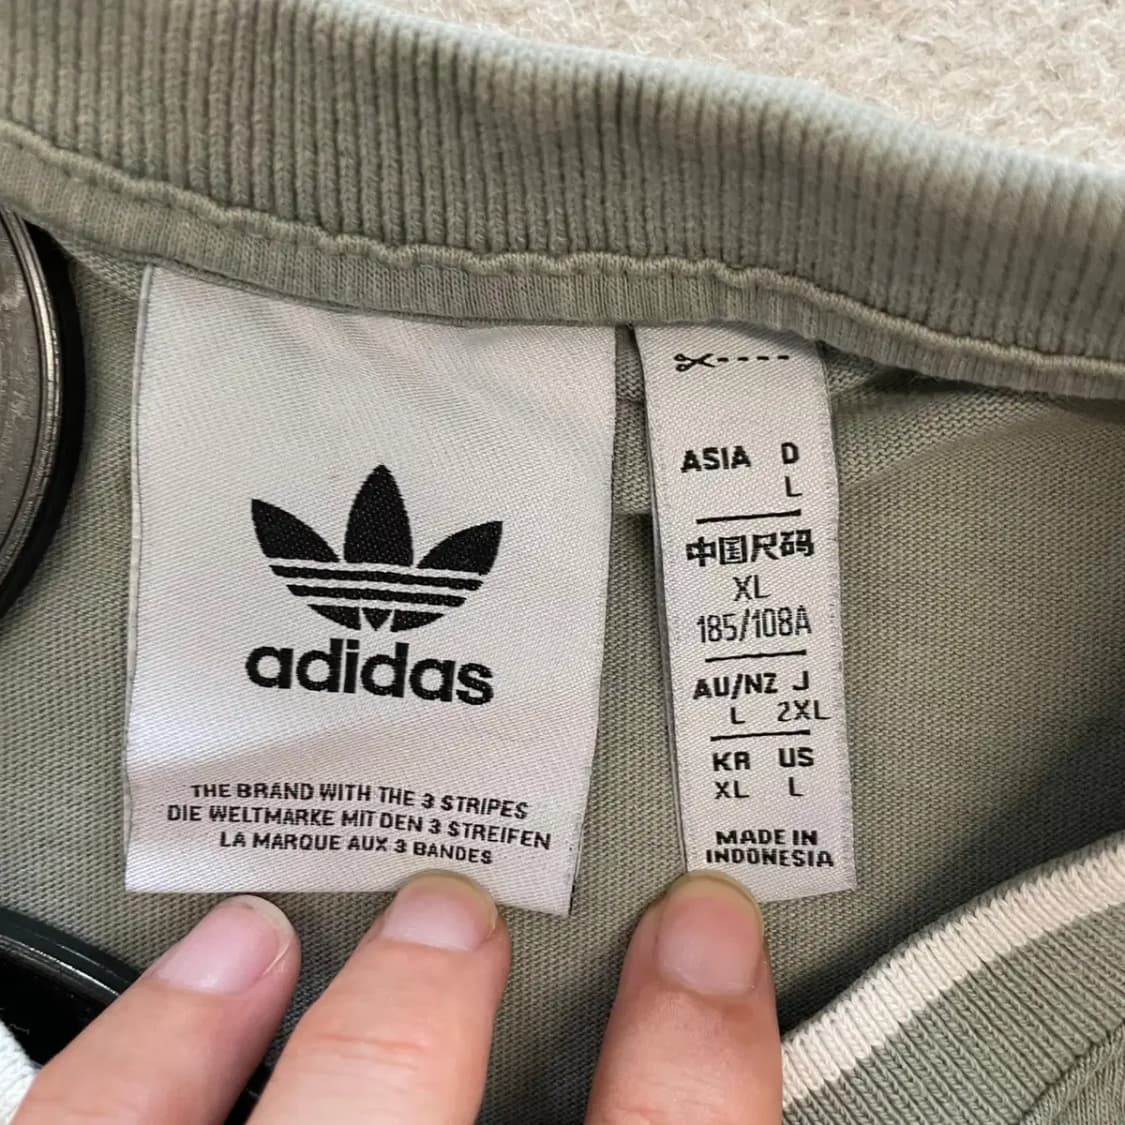 adidas
THE BRAND WITH THE 3 STRIPES
DIE WELTMARKE MIT DEN 3 STREIFEN
LA MARQUE AUX 3 BANDES
ASIA D
L
中国尺码
XL
185/108A
AU/NZ J
L 2XL
KR US
XL L
MADE IN
INDONESIA